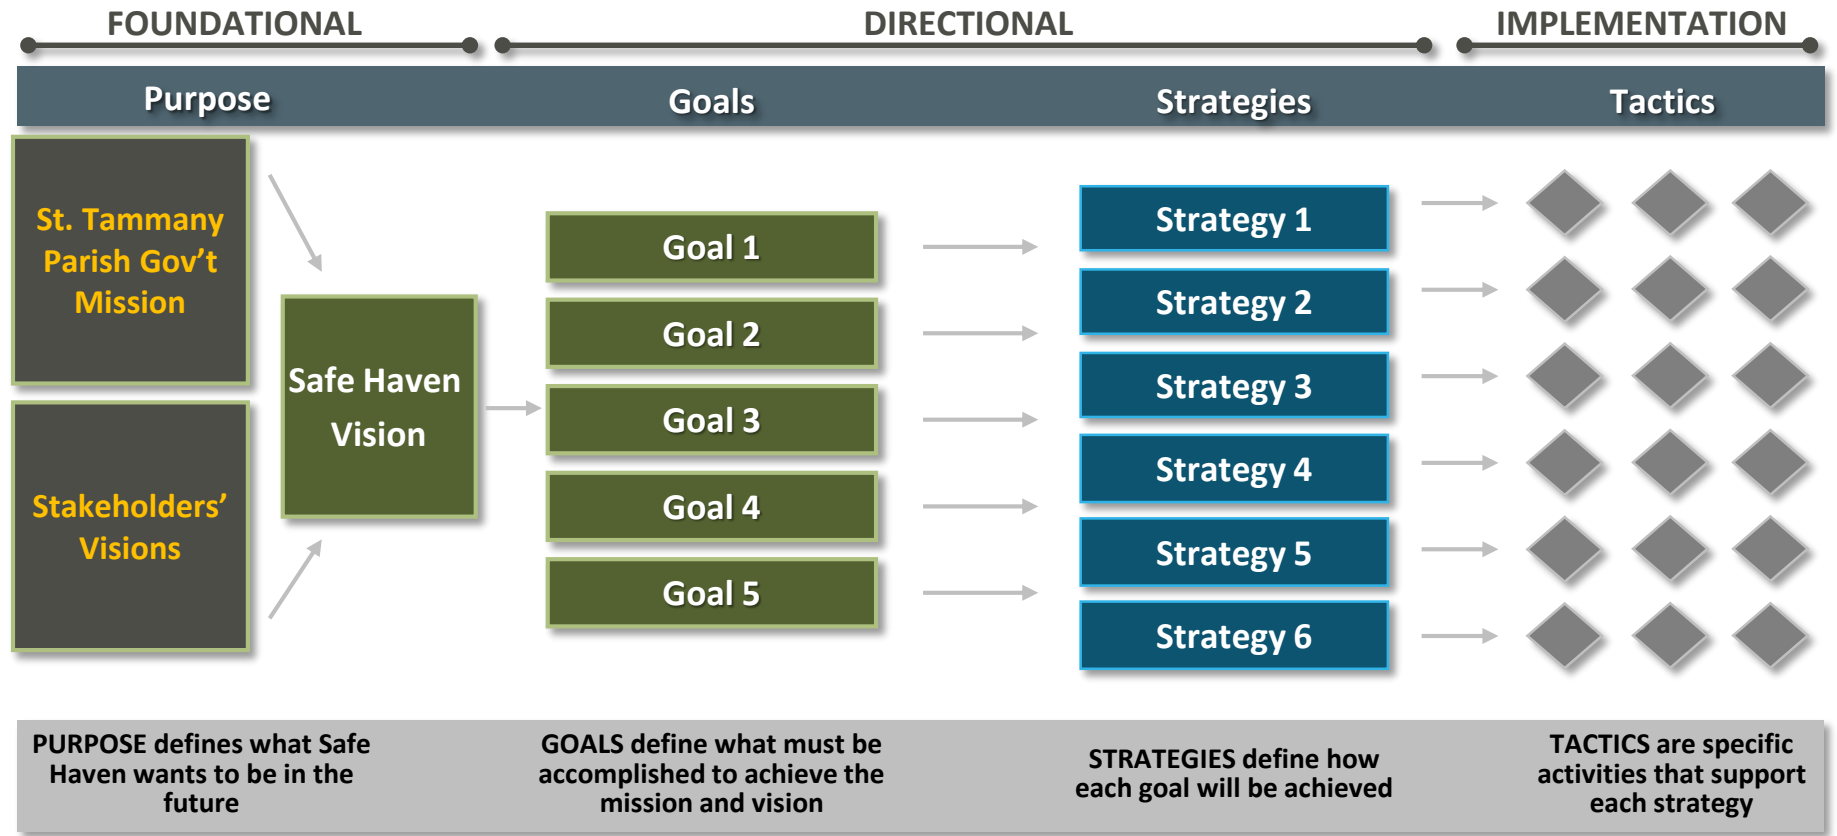 FOUNDATIONAL
DIRECTIONAL
IMPLEMENTATION
Purpose
Goals
Strategies
Tactics
St. Tammany
Parish Gov’t
Mission
Stakeholders’
Visions
Safe Haven
Vision
Goal 1
Goal 2
Goal 3
Goal 4
Goal 5
Strategy 1
Strategy 2
Strategy 3
Strategy 4
Strategy 5
Strategy 6
PURPOSE defines what Safe
Haven wants to be in the
future
GOALS define what must be
accomplished to achieve the
mission and vision
STRATEGIES define how
each goal will be achieved
TACTICS are specific
activities that support
each strategy